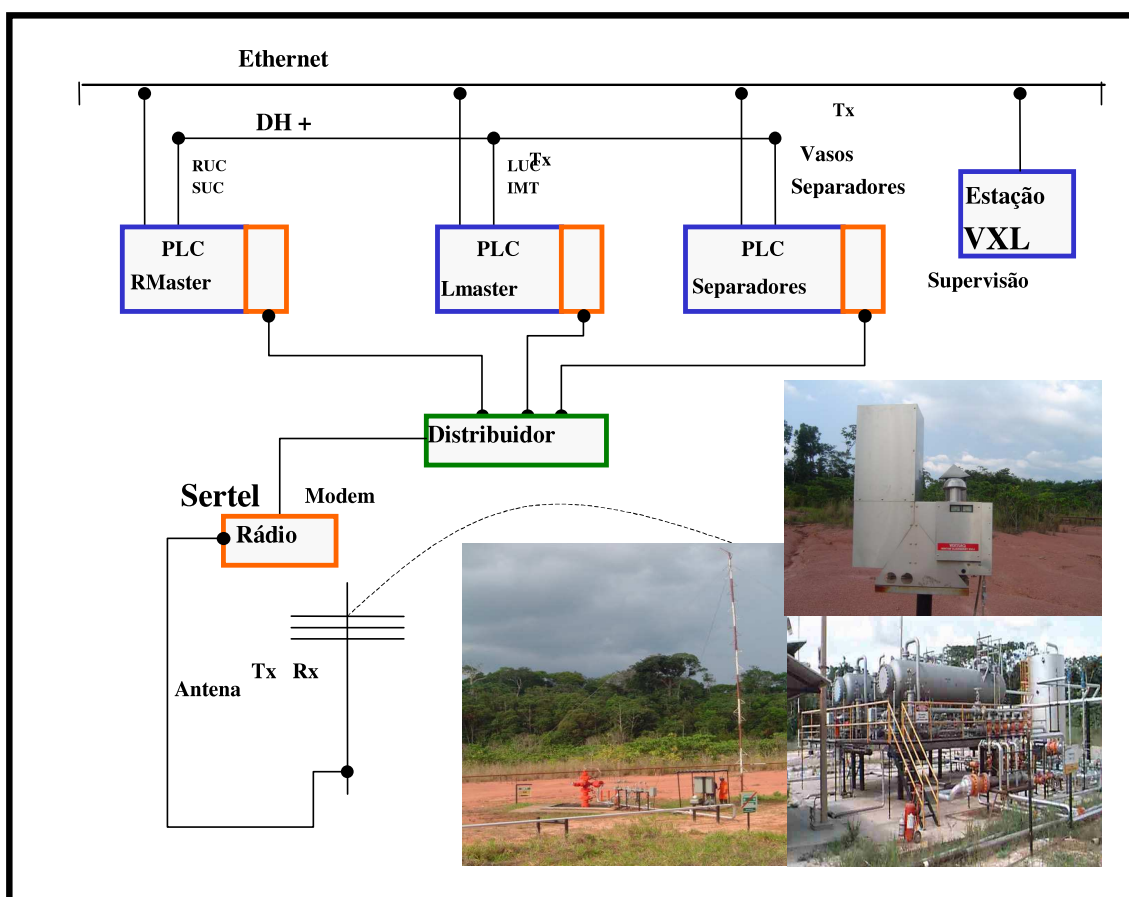 Ethernet
Tx
DH +
RUC
SUC
LUC
Tx
IMT
Vasos
Separadores
PLC
RMaster
PLC
Lmaster
PLC
Separadores
Estação
VXL
Supervisão
Distribuidor
Sertel
Modem
Rádio
Tx Rx
Antena